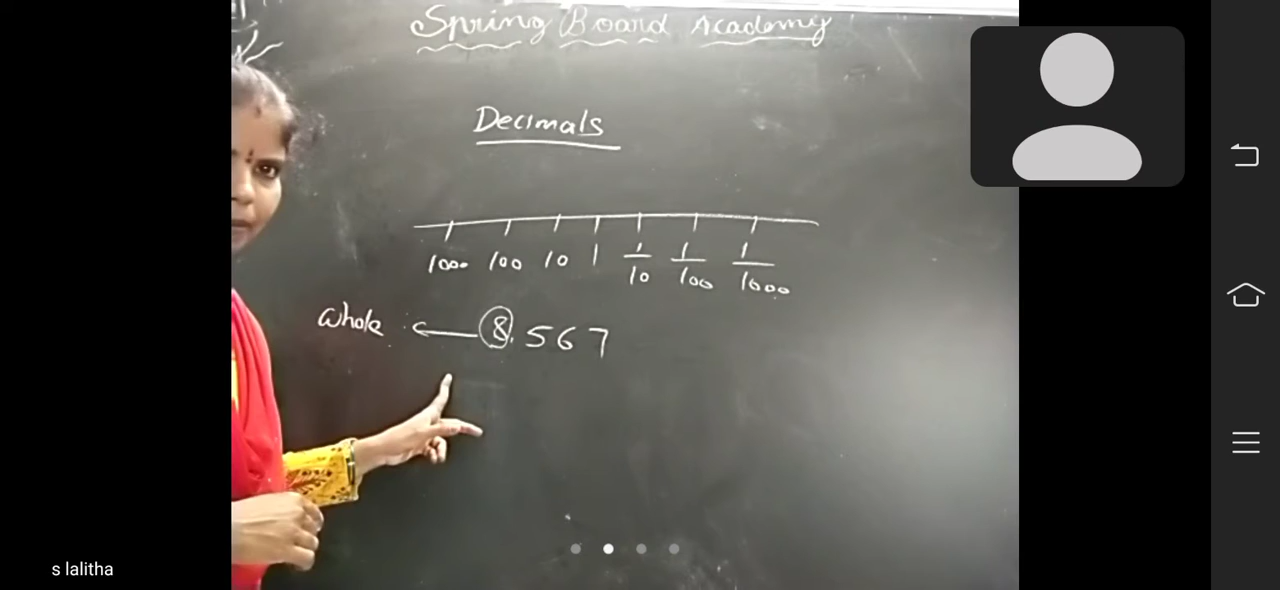 Spring Board Academy
Decimals
1000 100 10 1 1/10 1/100 1/1000
Whole ← 8.567
s lalitha